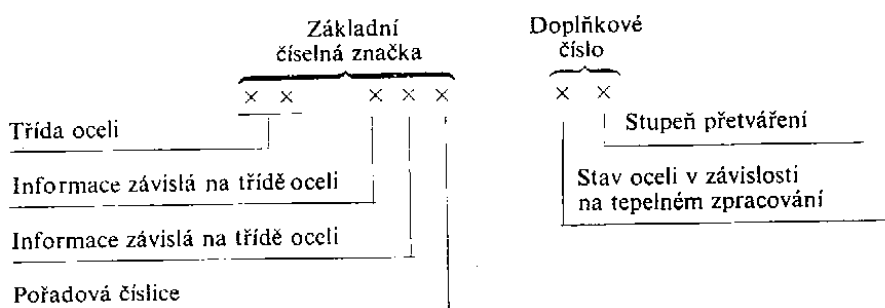 Základní
číselná značka
Doplňkové
číslo
× × × × × × ×
Třída oceli
Stupeň přetváření
Informace závislá na třídě oceli
Stav oceli v závislosti
na tepelném zpracování
Informace závislá na třídě oceli
Pořadová číslice